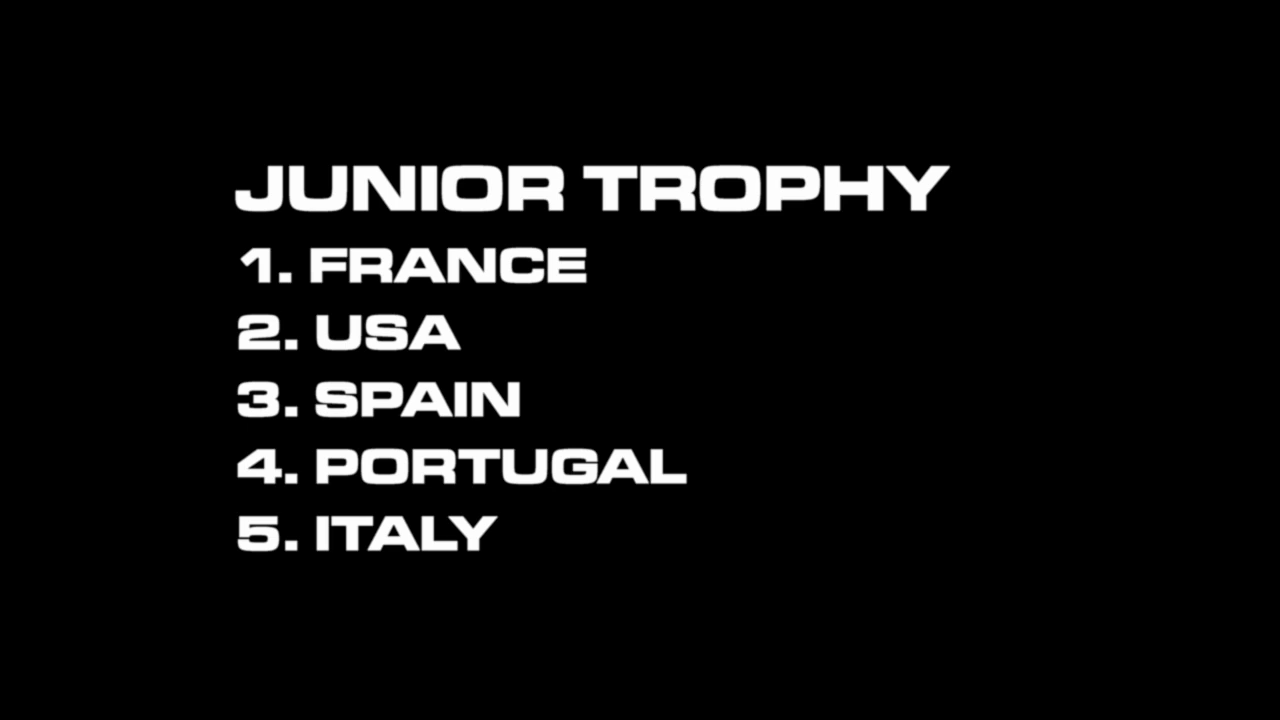 JUNIOR TROPHY
1. FRANCE
2. USA
3. SPAIN
4. PORTUGAL
5. ITALY